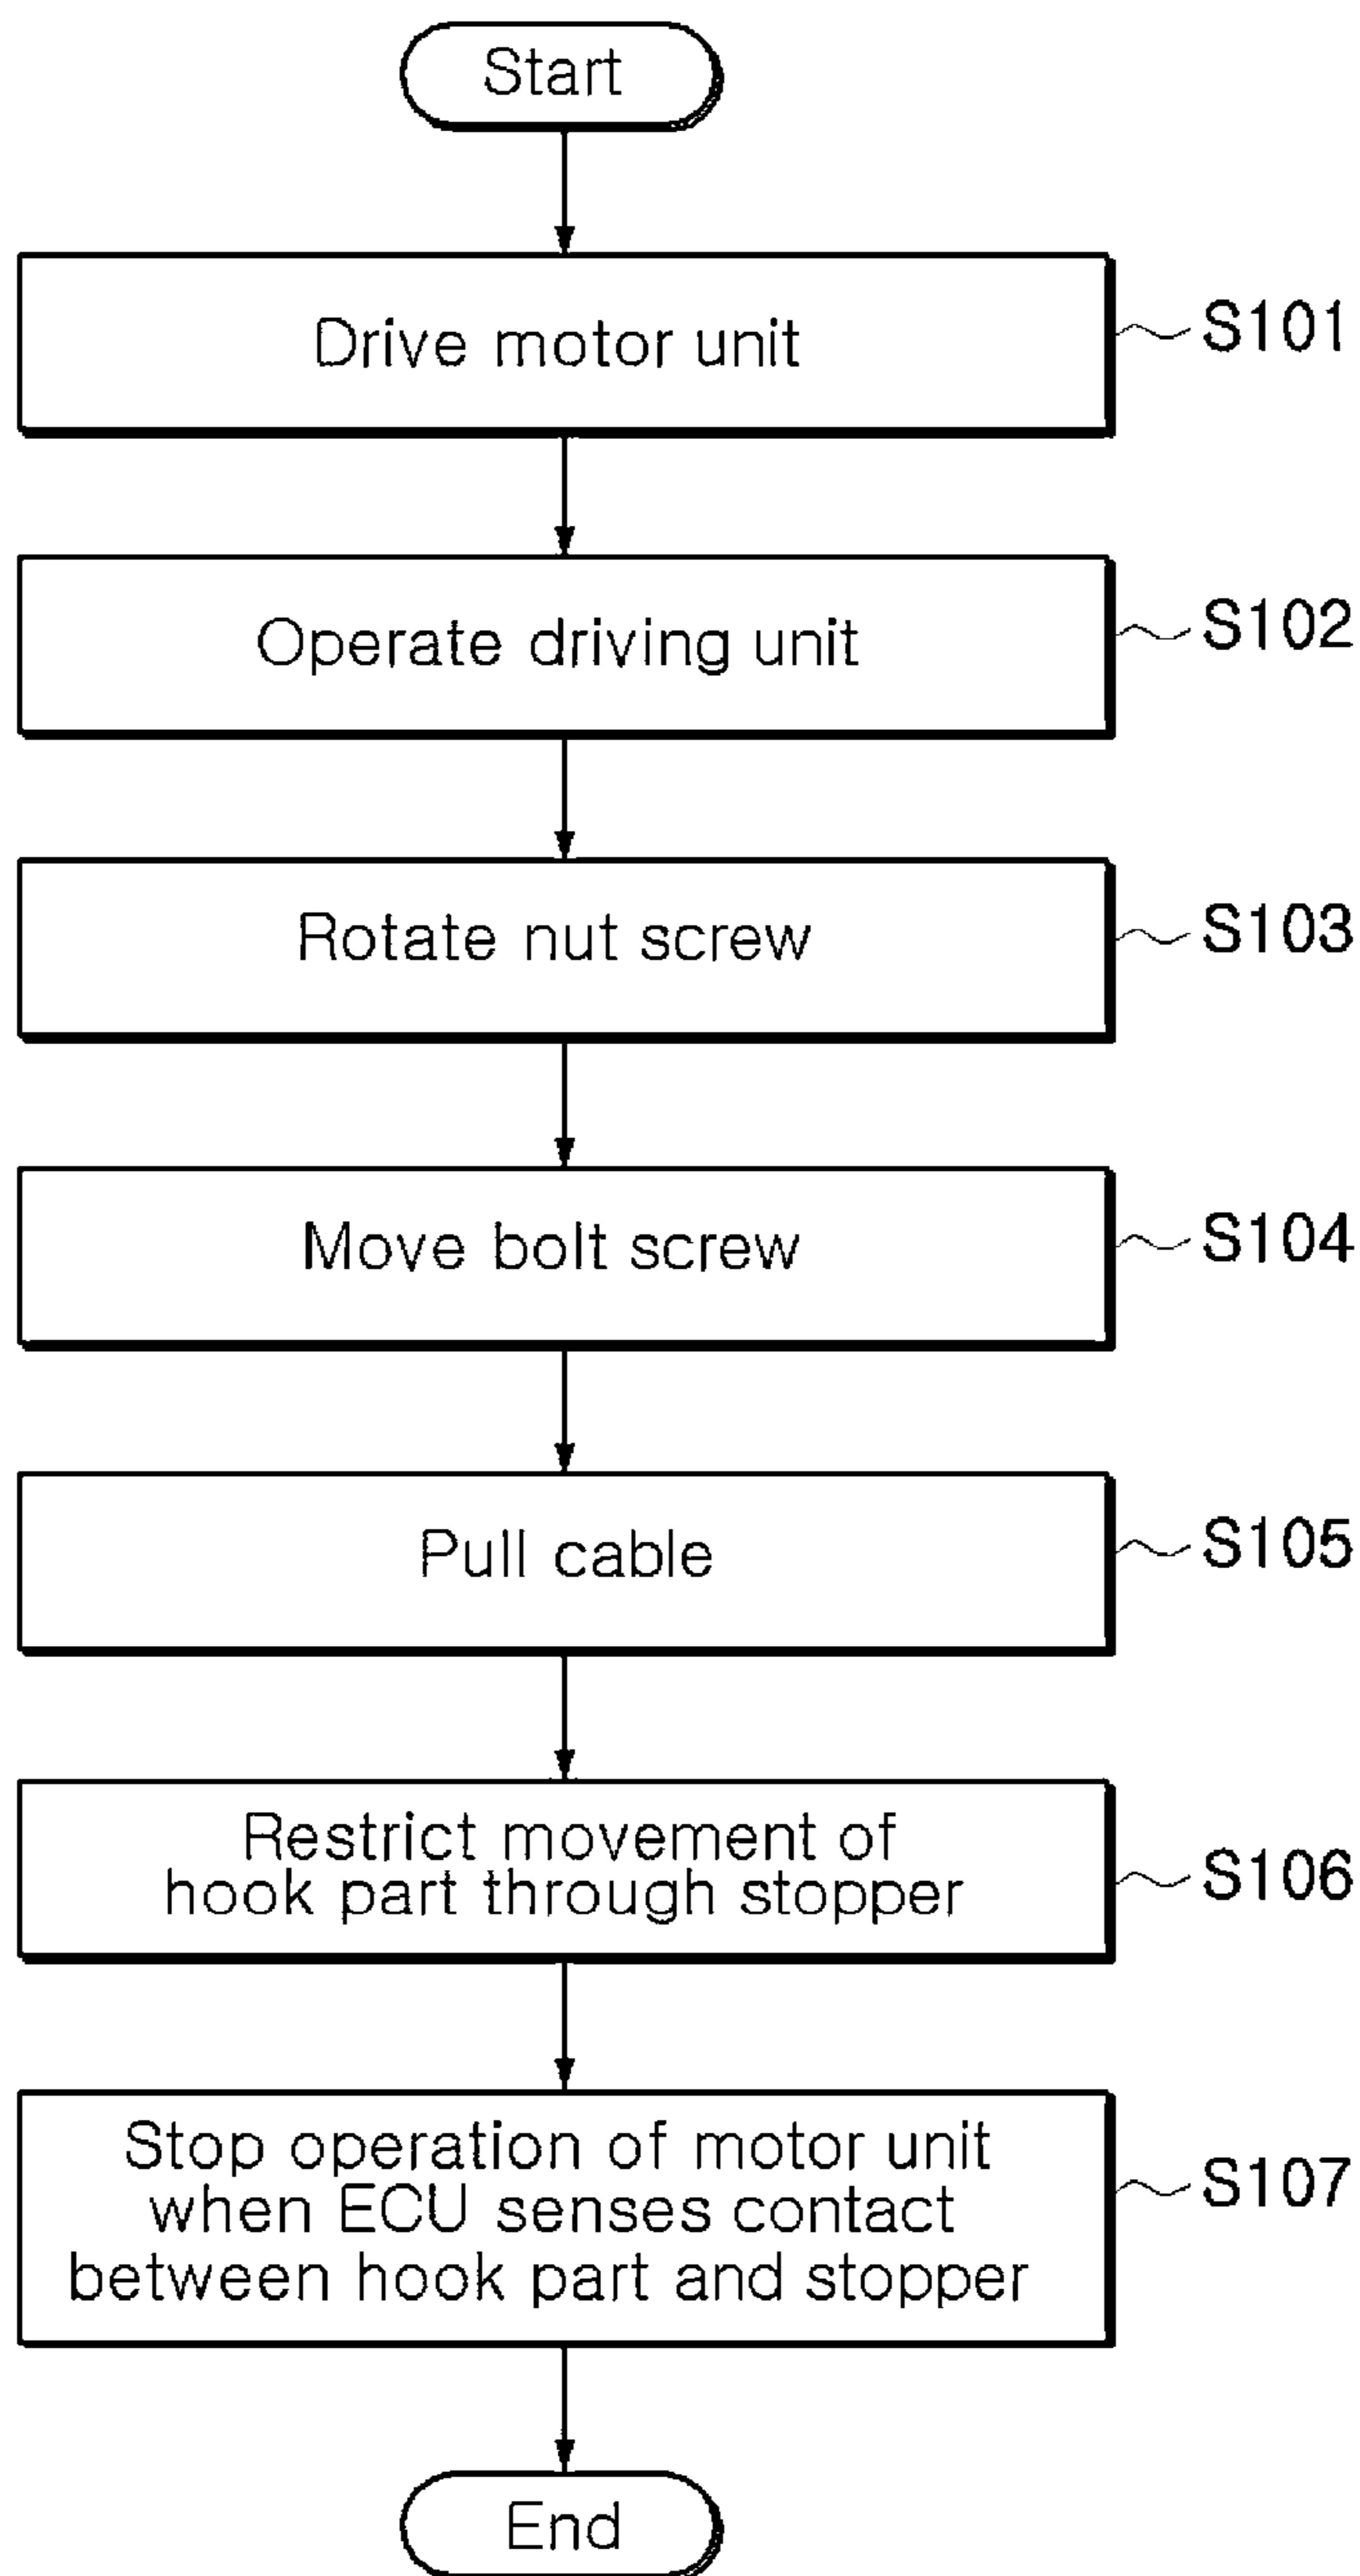 Start
Drive motor unit
S101
Operate driving unit
S102
Rotate nut screw
S103
Move bolt screw
S104
Pull cable
S105
Restrict movement of
hook part through stopper
S106
Stop operation of motor unit
when ECU senses contact
between hook part and stopper
S107
End